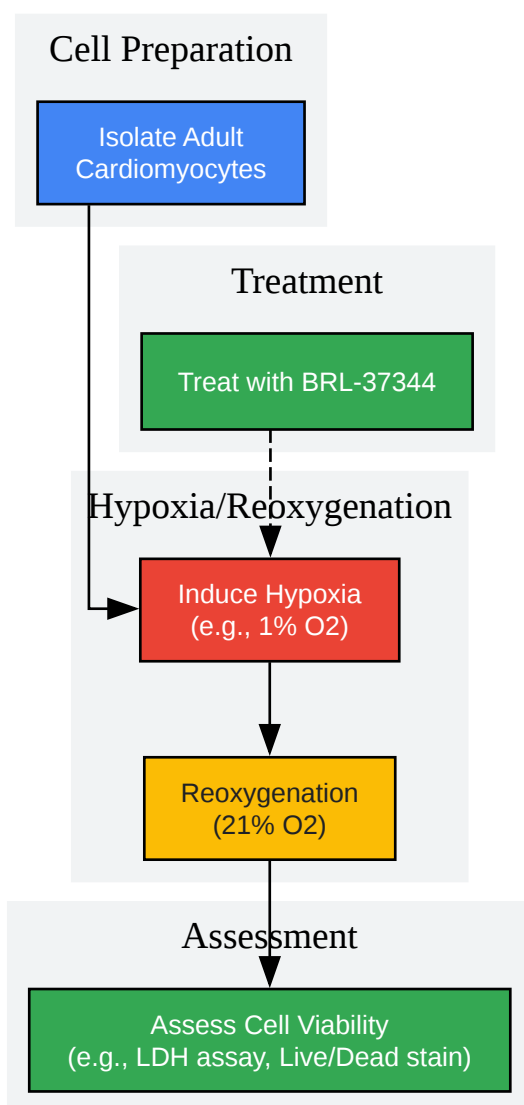 Cell Preparation
Isolate Adult
Cardiomyocytes
Treatment
Treat with BRL-37344
Hypoxia/Reoxygenation
Induce Hypoxia
(e.g., 1% O2)
Reoxygenation
(21% O2)
Assessment
Assess Cell Viability
(e.g., LDH assay, Live/Dead stain)